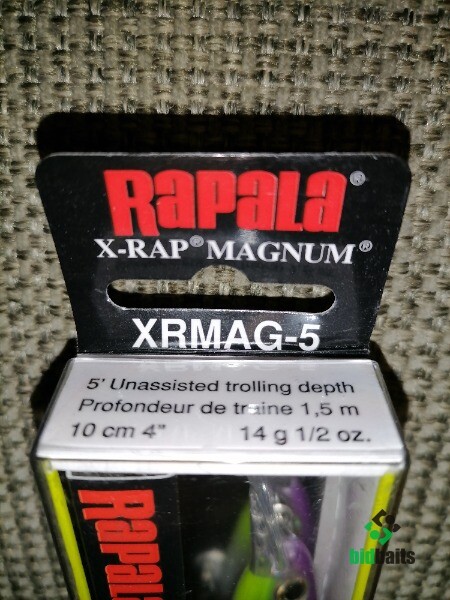 Rapala®
X-RAP® MAGNUM®
XRMAG-5
5' Unassisted trolling depth
Profondeur de traîne 1,5 m
10 cm 4" 14 g 1/2 oz.
Rapala
bidbaits